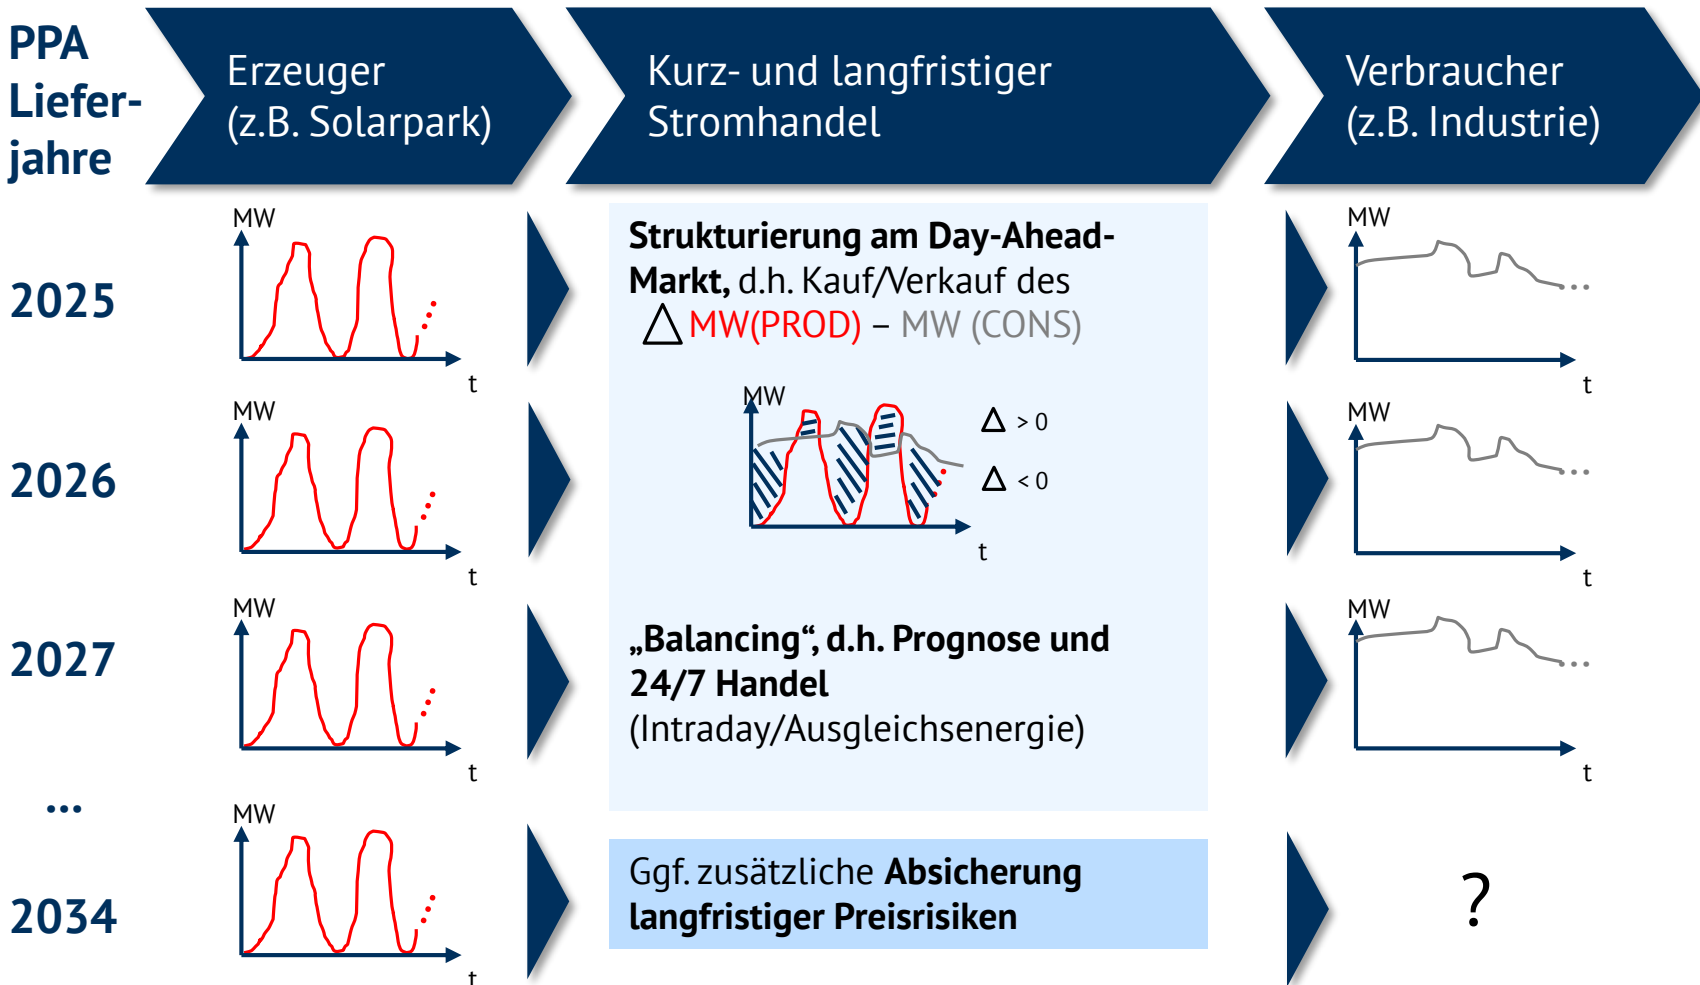 PPA
Liefer-
jahre
Erzeuger
(z.B. Solarpark)
Kurz- und langfristiger
Stromhandel
Verbraucher
(z.B. Industrie)
2025
MW
t
Strukturierung am Day-Ahead-
Markt, d.h. Kauf/Verkauf des
△ MW(PROD) – MW (CONS)
MW
t
Δ > 0
Δ < 0
MW
t
2026
MW
t
MW
t
2027
MW
t
„Balancing“, d.h. Prognose und
24/7 Handel
(Intraday/Ausgleichsenergie)
MW
t
...
2034
MW
t
Ggf. zusätzliche Absicherung
langfristiger Preisrisiken
?